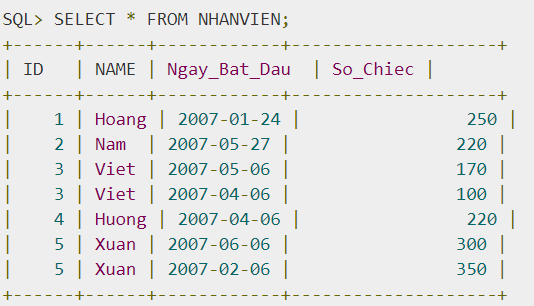 SQL> SELECT * FROM NHANVIEN;
+------+------+------------+--------------------+
| ID   | NAME | Ngay_Bat_Dau  | So_Chiec |
+------+------+------------+--------------------+
|    1 | Hoang | 2007-01-24 |                250 |
|    2 | Nam  | 2007-05-27 |                220 |
|    3 | Viet | 2007-05-06 |                170 |
|    3 | Viet | 2007-04-06 |                100 |
|    4 | Huong | 2007-04-06 |                220 |
|    5 | Xuan | 2007-06-06 |                300 |
|    5 | Xuan | 2007-02-06 |                350 |
+------+------+------------+--------------------+